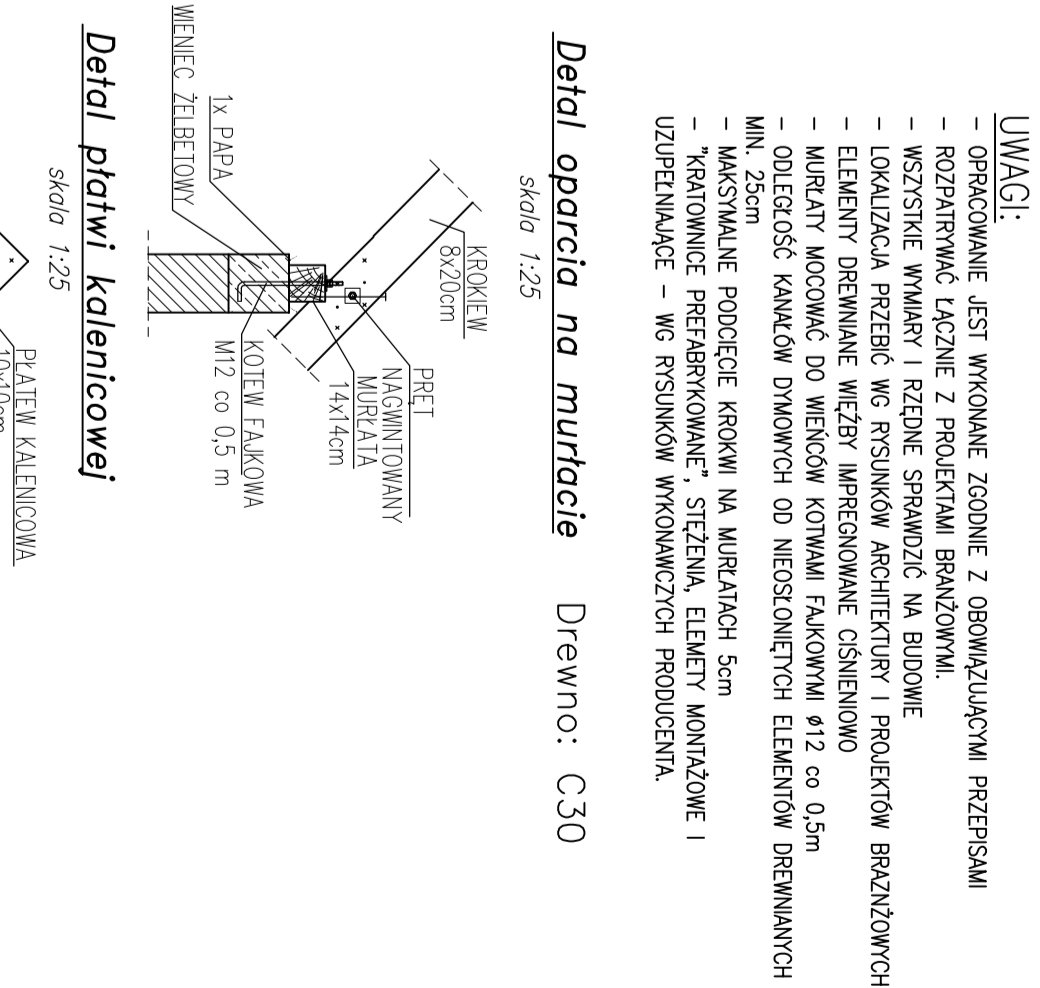 UWAGI:
- OPRACOWANIE JEST WYKONANE ZGODNIE Z OBOWIĄZUJĄCYMI PRZEPISAMI
- ROZPATRYWAĆ ŁĄCZNIE Z PROJEKTAMI BRANŻOWYMI.
- WSZYSTKIE WYMIARY I RZĘDNE SPRAWDZIĆ NA BUDOWIE
- LOKALIZACJA PRZEBIĆ WG RYSUNKÓW ARCHITEKTURY I PROJEKTÓW BRAZNŻOWYCH
- ELEMENTY DREWNIANE WIĘŹBY IMPREGNOWANE CIŚNIENIOWO
- MURŁATY MOCOWAĆ DO WIEŃCÓW KOTWAMI FAJKOWYMI ø12 co 0,5m
- ODLEGŁOŚĆ KANAŁÓW DYMOWYCH OD NIEOSŁONIĘTYCH ELEMENTÓW DREWNIANYCH
MIN. 25cm
- MAKSYMALNE PODCIĘCIE KROKWI NA MURŁATACH 5cm
- "KRATOWNICE PREFABRYKOWANE", STĘŻENIA, ELEMETY MONTAŻOWE I
UZUPEŁNIAJĄCE - WG RYSUNKÓW WYKONAWCZYCH PRODUCENTA.
Detal oparcia na murłacie Drewno: C30
skala 1:25
KROKIEW
8x20cm
PRĘT
NAGWINTOWANY
MURŁATA
14x14cm
KOTEW FAJKOWA
M12 co 0,5 m
1x PAPA
WIENIEC ŻELBETOWY
Detal płatwi kalenicowej
skala 1:25
PŁATEW KALENICOWA
10x10cm